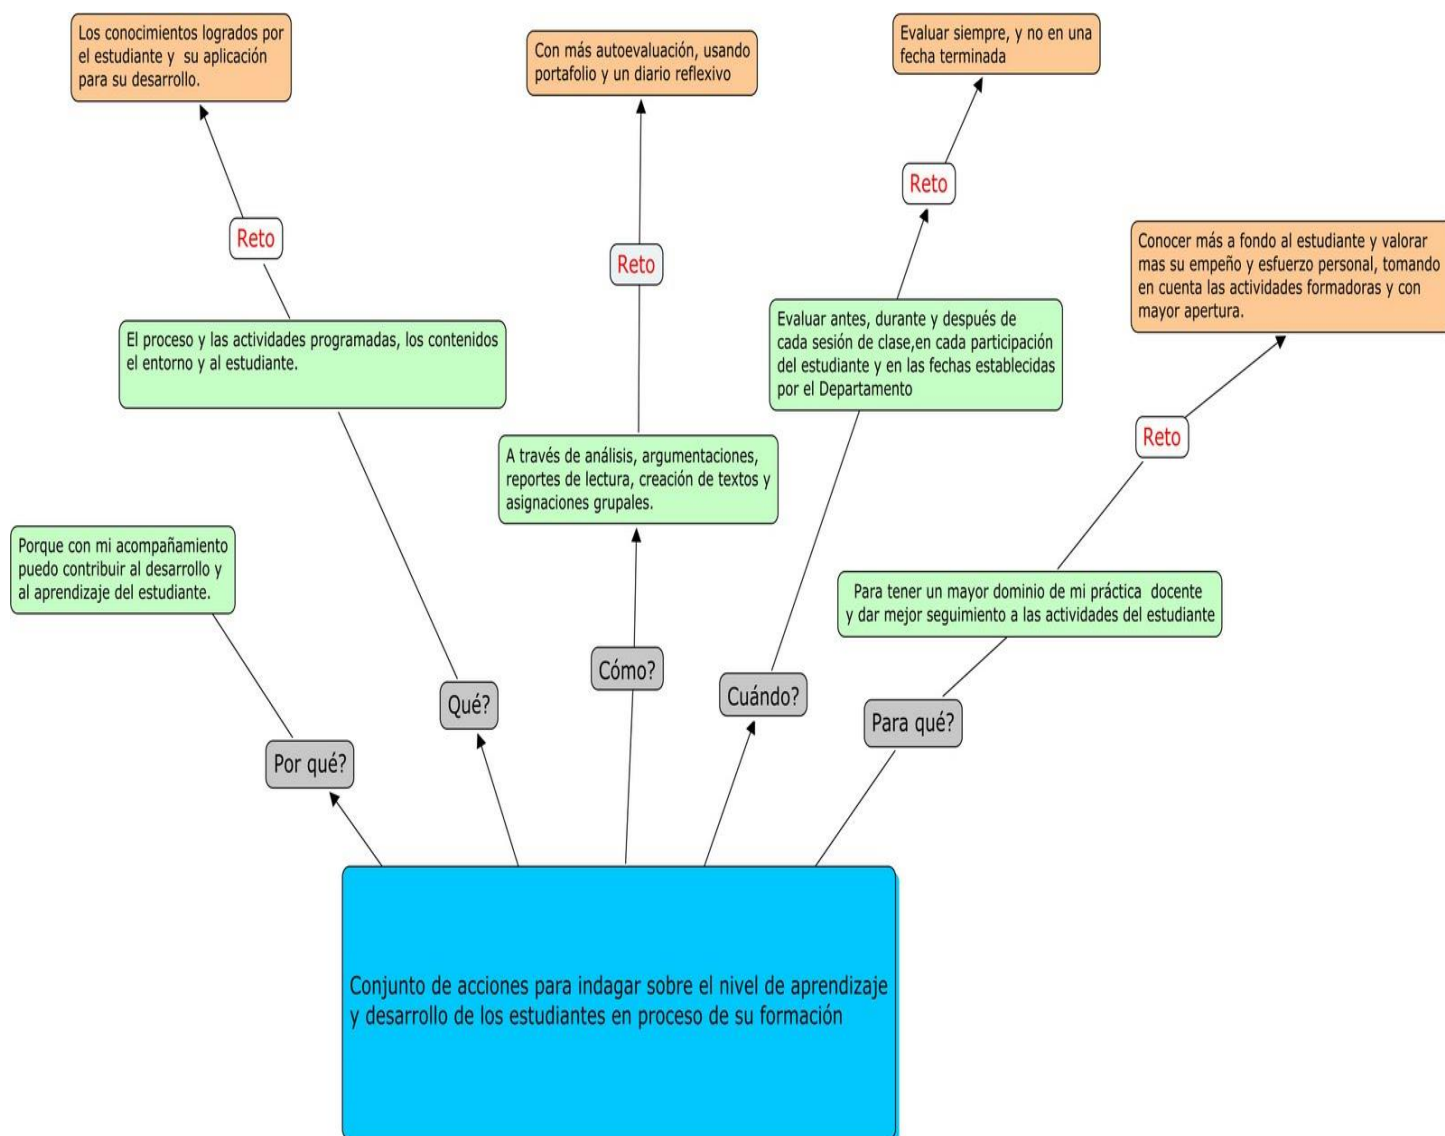 Los conocimientos logrados por
el estudiante y su aplicación
para su desarrollo.
Con más autoevaluación, usando
portafolio y un diario reflexivo
Evaluar siempre, y no en una
fecha terminada
Reto
Reto
Reto
Conocer más a fondo al estudiante y valorar
mas su empeño y esfuerzo personal, tomando
en cuenta las actividades formadoras y con
mayor apertura.
El proceso y las actividades programadas, los contenidos
el entorno y al estudiante.
Evaluar antes, durante y después de
cada sesión de clase,en cada participación
del estudiante y en las fechas establecidas
por el Departamento
Reto
A través de análisis, argumentaciones,
reportes de lectura, creación de textos y
asignaciones grupales.
Porque con mi acompañamiento
puedo contribuir al desarrollo y
al aprendizaje del estudiante.
Para tener un mayor dominio de mi práctica docente
y dar mejor seguimiento a las actividades del estudiante
Por qué?
Qué?
Cómo?
Cuándo?
Para qué?
Conjunto de acciones para indagar sobre el nivel de aprendizaje
y desarrollo de los estudiantes en proceso de su formación